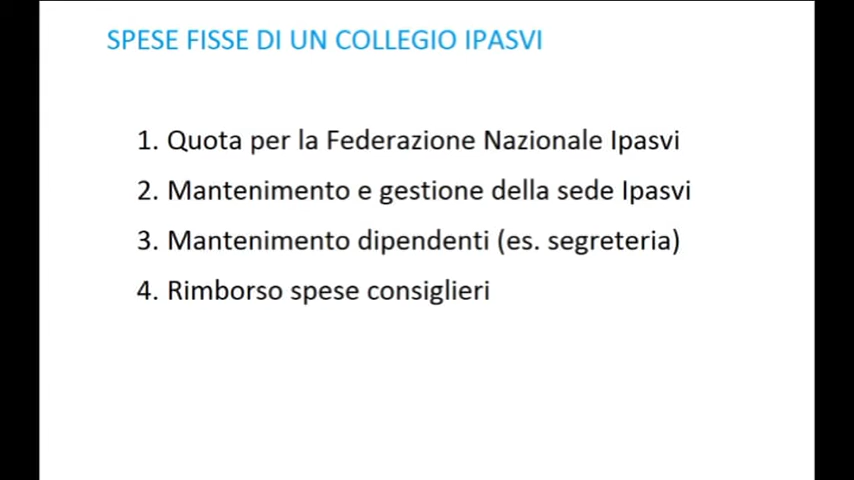 SPESE FISSE DI UN COLLEGIO IPASVI
1. Quota per la Federazione Nazionale Ipasvi
2. Mantenimento e gestione della sede Ipasvi
3. Mantenimento dipendenti (es. segreteria)
4. Rimborso spese consiglieri